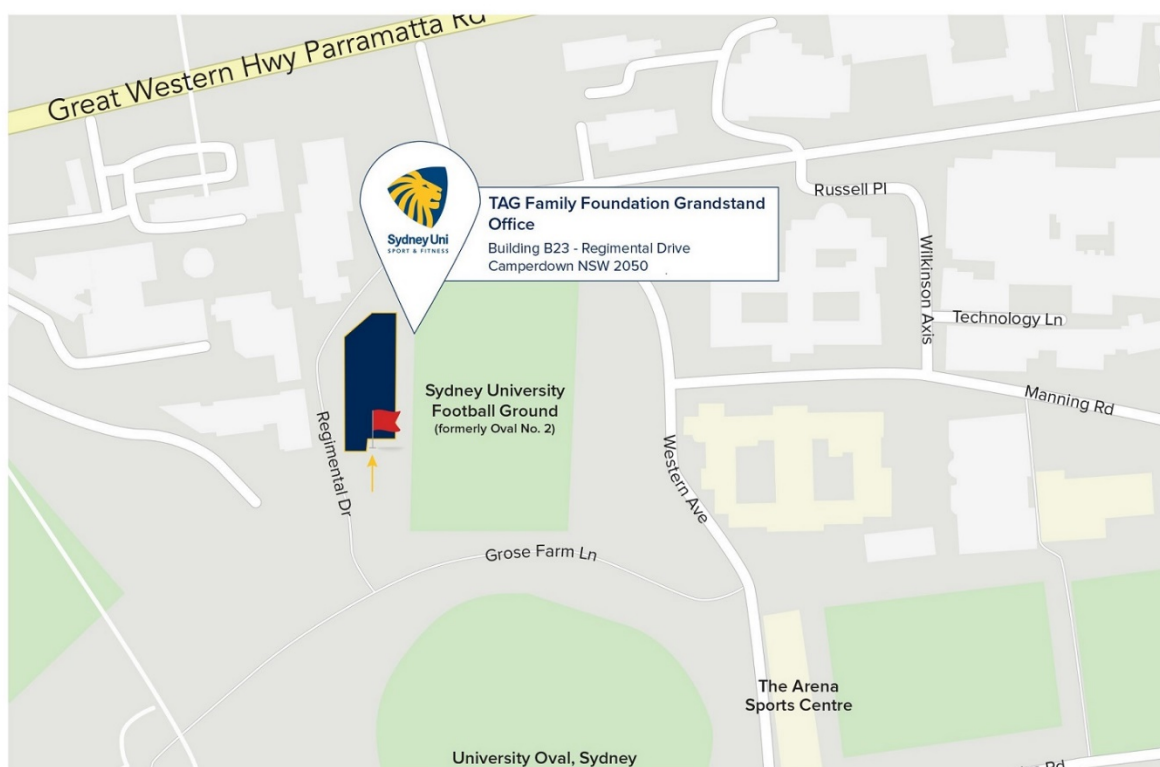 Great Western Hwy Parramatta Rd
Sydney Uni
SPORT & FITNESS
TAG Family Foundation Grandstand
Office
Building B23 - Regimental Drive
Camperdown NSW 2050
Russell Pl
Wilkinson Axis
Technology Ln
Manning Rd
Sydney University
Football Ground
(formerly Oval No. 2)
Regimental Dr
Western Ave
Grose Farm Ln
The Arena
Sports Centre
University Oval, Sydney
Rd